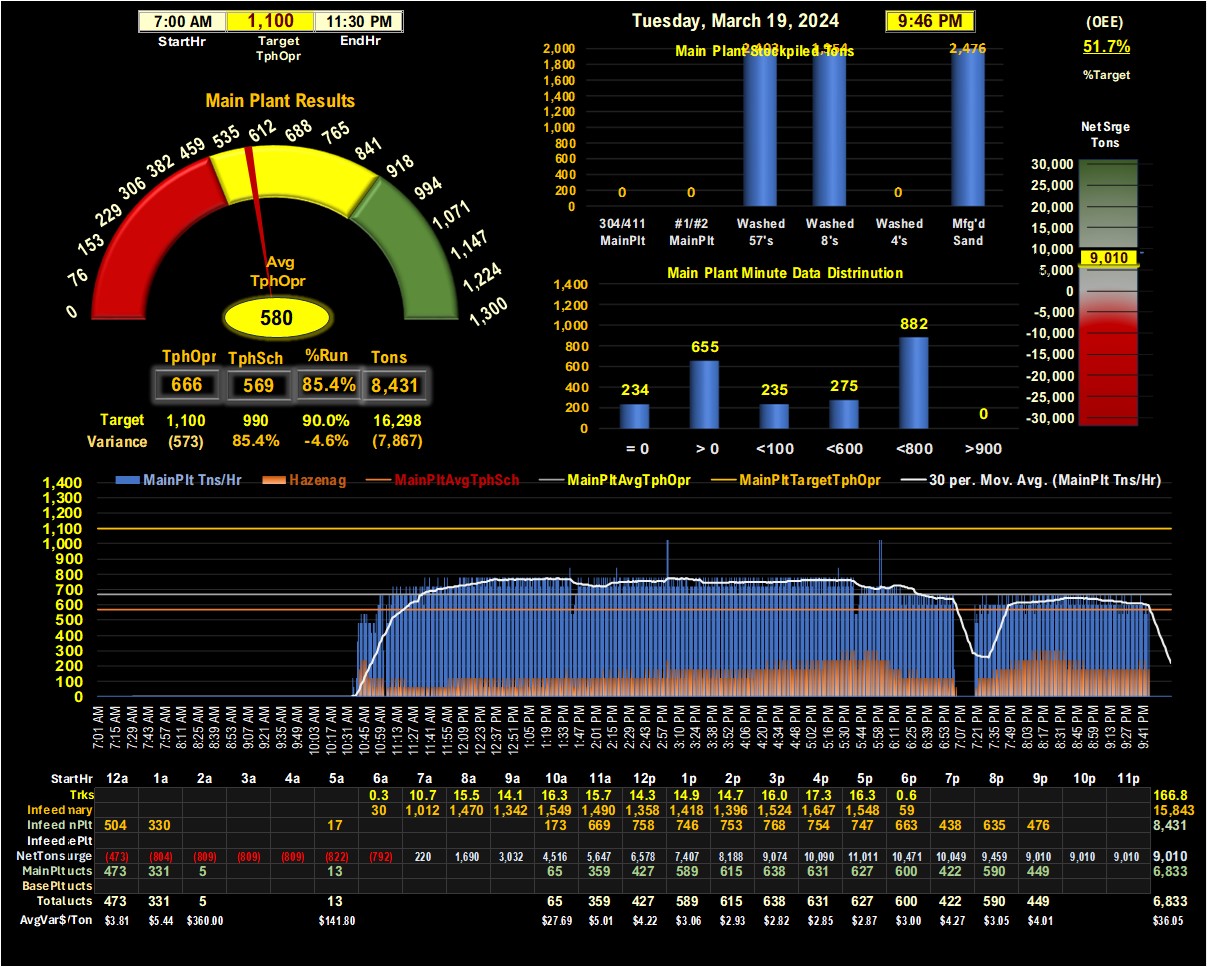 7:00 AM 1,100 11:30 PM
StartHr Target TphOpr EndHr
Tuesday, March 19, 2024 9:46 PM
(OEE)
51.7%
%Target
Main Plant Results
0 76 153 229 306 382 459 535 612 688 765 841 918 994 1,071 1,147 1,224 1,300
Avg
TphOpr
580
TphOpr TphSch %Run Tons
666 569 85.4% 8,431
Target 1,100 990 90.0% 16,298
Variance (573) 85.4% -4.6% (7,867)
Main Plant Stockpiled Tons
2,000
1,800
1,600
1,400
1,200
1,000
800
600
400
200
0
0 0 0 2,476
304/411 MainPlt
#1/#2 MainPlt
Washed 57's
Washed 8's
Washed 4's
Mfg'd Sand
Net Srge
Tons
30,000
25,000
20,000
15,000
10,000
9,010
5,000
0
-5,000
-10,000
-15,000
-20,000
-25,000
-30,000
Main Plant Minute Data Distrinution
1,400
1,200
1,000
800
600
400
200
0
234 655 235 275 882 0
= 0 > 0 <100 <600 <800 >900
MainPlt Tns/Hr Hazenag MainPltAvgTphSch MainPltAvgTphOpr MainPltTargetTphOpr 30 per. Mov. Avg. (MainPlt Tns/Hr)
1,400
1,300
1,200
1,100
1,000
900
800
700
600
500
400
300
200
100
0
7:01 AM 7:15 AM 7:29 AM 7:43 AM 7:57 AM 8:11 AM 8:25 AM 8:39 AM 8:53 AM 9:07 AM 9:21 AM 9:35 AM 9:49 AM 10:03 AM 10:17 AM 10:31 AM 10:45 AM 10:59 AM 11:13 AM 11:27 AM 11:41 AM 11:55 AM 12:09 PM 12:23 PM 12:37 PM 12:51 PM 1:05 PM 1:19 PM 1:33 PM 1:47 PM 2:01 PM 2:15 PM 2:29 PM 2:43 PM 2:57 PM 3:10 PM 3:24 PM 3:38 PM 3:52 PM 4:06 PM 4:20 PM 4:34 PM 4:48 PM 5:02 PM 5:16 PM 5:30 PM 5:44 PM 5:58 PM 6:11 PM 6:25 PM 6:39 PM 6:53 PM 7:07 PM 7:21 PM 7:35 PM 7:49 PM 8:03 PM 8:17 PM 8:31 PM 8:45 PM 8:59 PM 9:13 PM 9:27 PM 9:41 PM
StartHr 12a 1a 2a 3a 4a 5a 6a 7a 8a 9a 10a 11a 12p 1p 2p 3p 4p 5p 6p 7p 8p 9p 10p 11p
Trks 0.3 10.7 15.5 14.1 16.3 15.7 14.3 14.9 14.7 16.0 17.3 16.3 0.6 166.8
Infeed mary 30 1,012 1,470 1,342 1,549 1,490 1,358 1,418 1,396 1,524 1,647 1,548 59 15,843
Infeed nPlt 504 330 17 173 669 758 746 753 768 754 747 663 438 635 476 8,431
Infeed ePlt
NetTons urge (473) (804) (809) (809) (809) (822) (792) 220 1,690 3,032 4,516 5,647 6,578 7,407 8,188 9,074 10,090 11,011 10,471 10,049 9,459 9,010 9,010 9,010 9,010
MainPlt ucts 473 331 5 13 65 359 427 589 615 638 631 627 600 422 590 449 6,833
BasePlt ucts
Total ucts 473 331 5 13 65 359 427 589 615 638 631 627 600 422 590 449 6,833
AvgVar$/Ton $3.81 $5.44 $360.00 $141.80 $27.69 $5.01 $4.22 $3.06 $2.93 $2.82 $2.85 $2.87 $3.00 $4.27 $3.05 $4.01 $36.05